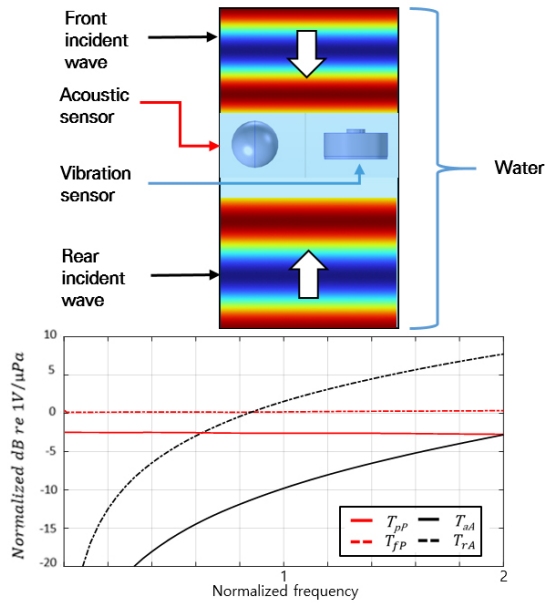 Front
incident
wave
Acoustic
sensor
Vibration
sensor
Rear
incident
wave
Water
Normalized dB re 1V/μPa
10
5
0
-5
-10
-15
-20
1
2
Normalized frequency
T_pP T_aA
T_fP T_rA